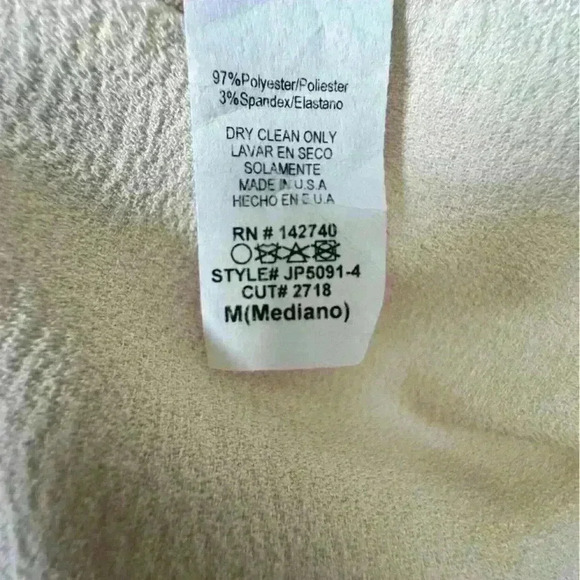 97%Polyester/Poliester
3%Spandex/Elastano
DRY CLEAN ONLY
LAVAR EN SECO
SOLAMENTE
MADE IN U.S.A
HECHO EN E.U.A
RN # 142740
STYLE# JP5091-4
CUT# 2718
M(Mediano)